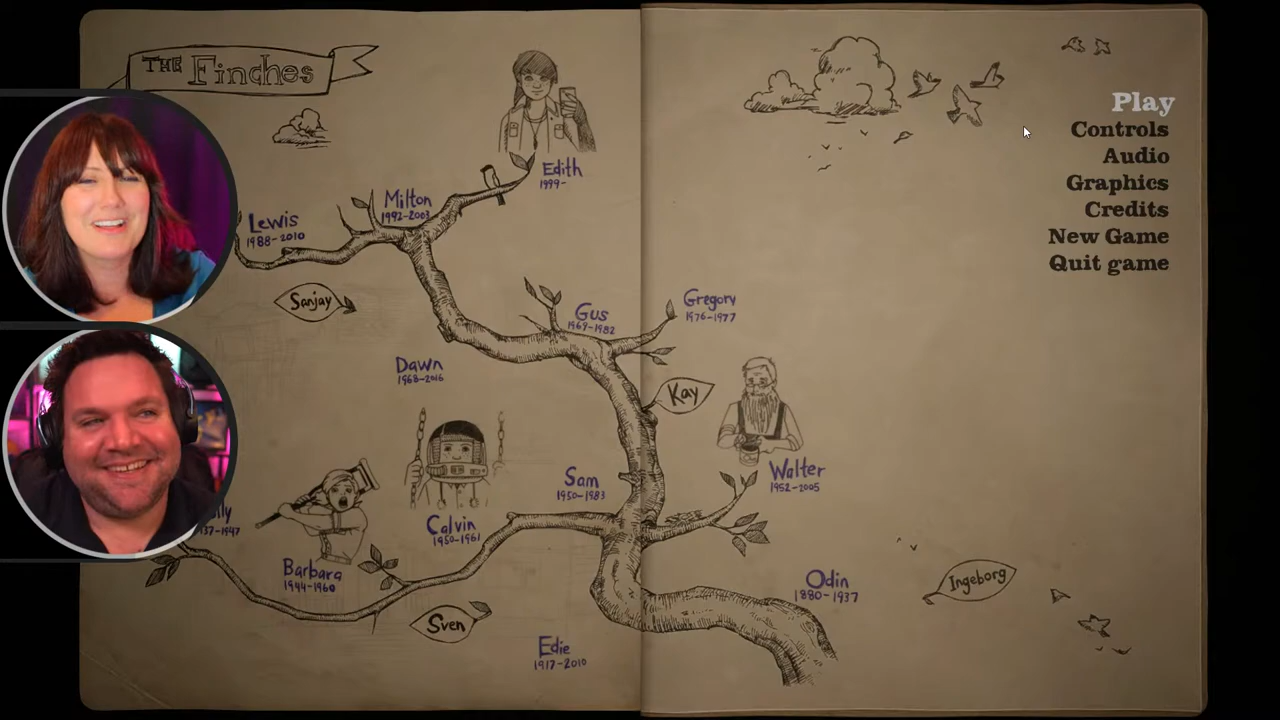 THE Finches
Edith
1999-
Milton
1992-2003
Lewis
1988-2010
Sanjay
Gus
1969-1982
Gregory
1976-1977
Dawn
1968-2016
Kay
Sam
1950-1983
Walter
1952-2005
Calvin
1950-1961
Barbara
1944-1960
Sven
Odin
1880-1937
Ingeborg
Edie
1917-2010
Play
Controls
Audio
Graphics
Credits
New Game
Quit game